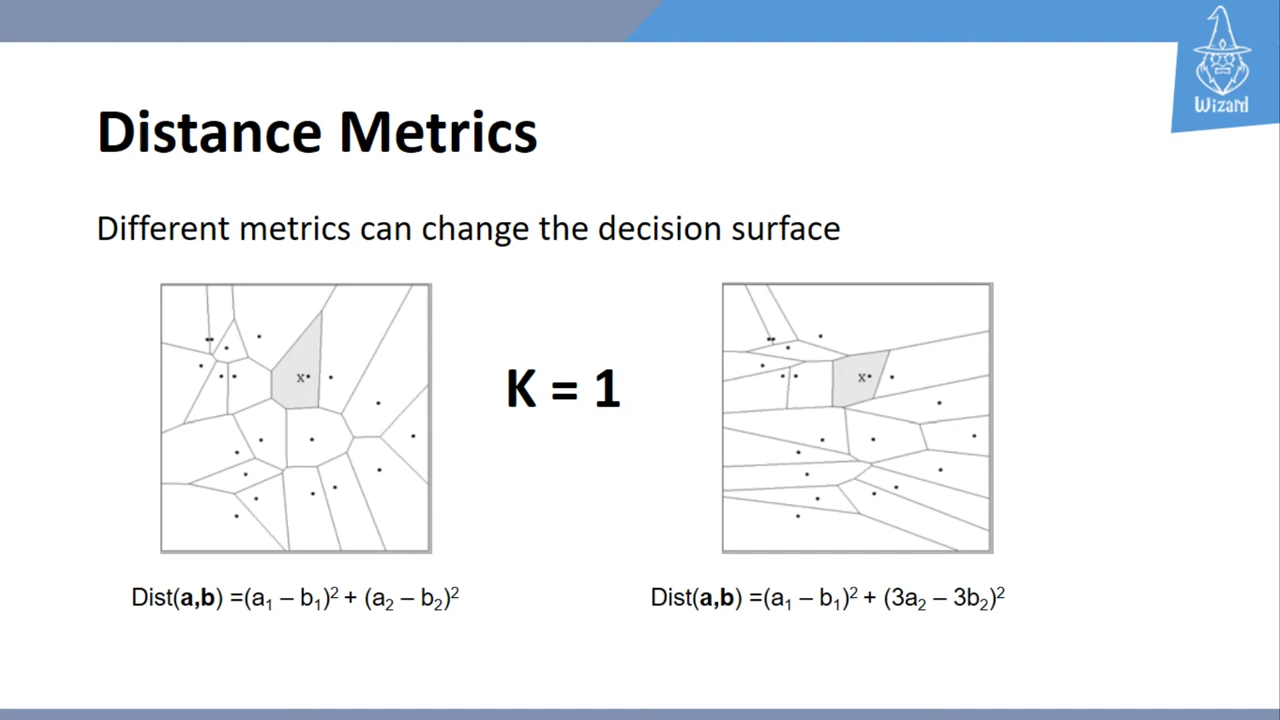 Wizard
Distance Metrics
Different metrics can change the decision surface
x
K = 1
x
Dist(a,b) =(a₁ – b₁)² + (a₂ – b₂)²
Dist(a,b) =(a₁ – b₁)² + (3a₂ – 3b₂)²